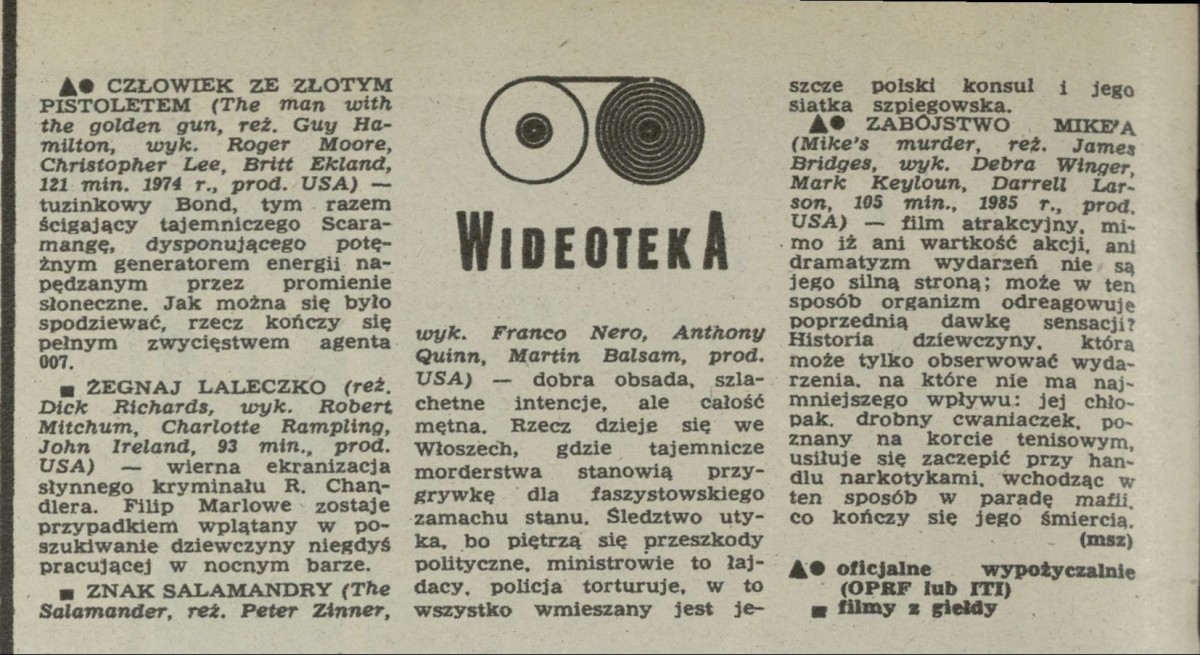 ▲● CZŁOWIEK ZE ZŁOTYM
PISTOLETEM (The man with
the golden gun, reż. Guy Ha-
milton, wyk. Roger Moore,
Christopher Lee, Britt Ekland,
121 min. 1974 r., prod. USA) —
tuzinkowy Bond, tym razem
ścigający tajemniczego Scara-
mangę, dysponującego potę-
żnym generatorem energii na-
pędzanym przez promienie
słoneczne. Jak można się było
spodziewać, rzecz kończy się
pełnym zwycięstwem agenta
007.
■ ŻEGNAJ LALECZKO (reż.
Dick Richards, wyk. Robert
Mitchum, Charlotte Rampling,
John Ireland, 93 min., prod.
USA) — wierna ekranizacja
słynnego kryminału R. Chan-
dlera. Filip Marlowe zostaje
przypadkiem wplątany w po-
szukiwanie dziewczyny niegdyś
pracującej w nocnym barze.
■ ZNAK SALAMANDRY (The
Salamander, reż. Peter Zinner,
WIDEOTEKA
wyk. Franco Nero, Anthony
Quinn, Martin Balsam, prod.
USA) — dobra obsada, szla-
chetne intencje, ale całość
mętna. Rzecz dzieje się we
Włoszech, gdzie tajemnicze
morderstwa stanowią przy-
grywkę dla faszystowskiego
zamachu stanu. Śledztwo uty-
ka, bo piętrzą się przeszkody
polityczne, ministrowie to łaj-
dacy, policja torturuje, w to
wszystko wmieszany jest je-
szcze polski konsul i jego
siatka szpiegowska.
▲● ZABÓJSTWO MIKE'A
(Mike's murder, reż. James
Bridges, wyk. Debra Winger,
Mark Keyloun, Darrell Lar-
son, 105 min., 1985 r., prod.
USA) — film atrakcyjny, mi-
mo iż ani wartkość akcji, ani
dramatyzm wydarzeń nie są
jego silną stroną; może w ten
sposób organizm odreagowuje
poprzednią dawkę sensacji?
Historia dziewczyny, która
może tylko obserwować wyda-
rzenia, na które nie ma naj-
mniejszego wpływu: jej chło-
pak, drobny cwaniaczek, po-
znany na korcie tenisowym,
usiłuje się zaczepić przy han-
dlu narkotykami, wchodząc w
ten sposób w paradę mafii,
co kończy się jego śmiercią.
(msz)
▲● oficjalne wypożyczalnie
(OPRF lub ITI)
■ filmy z giełdy